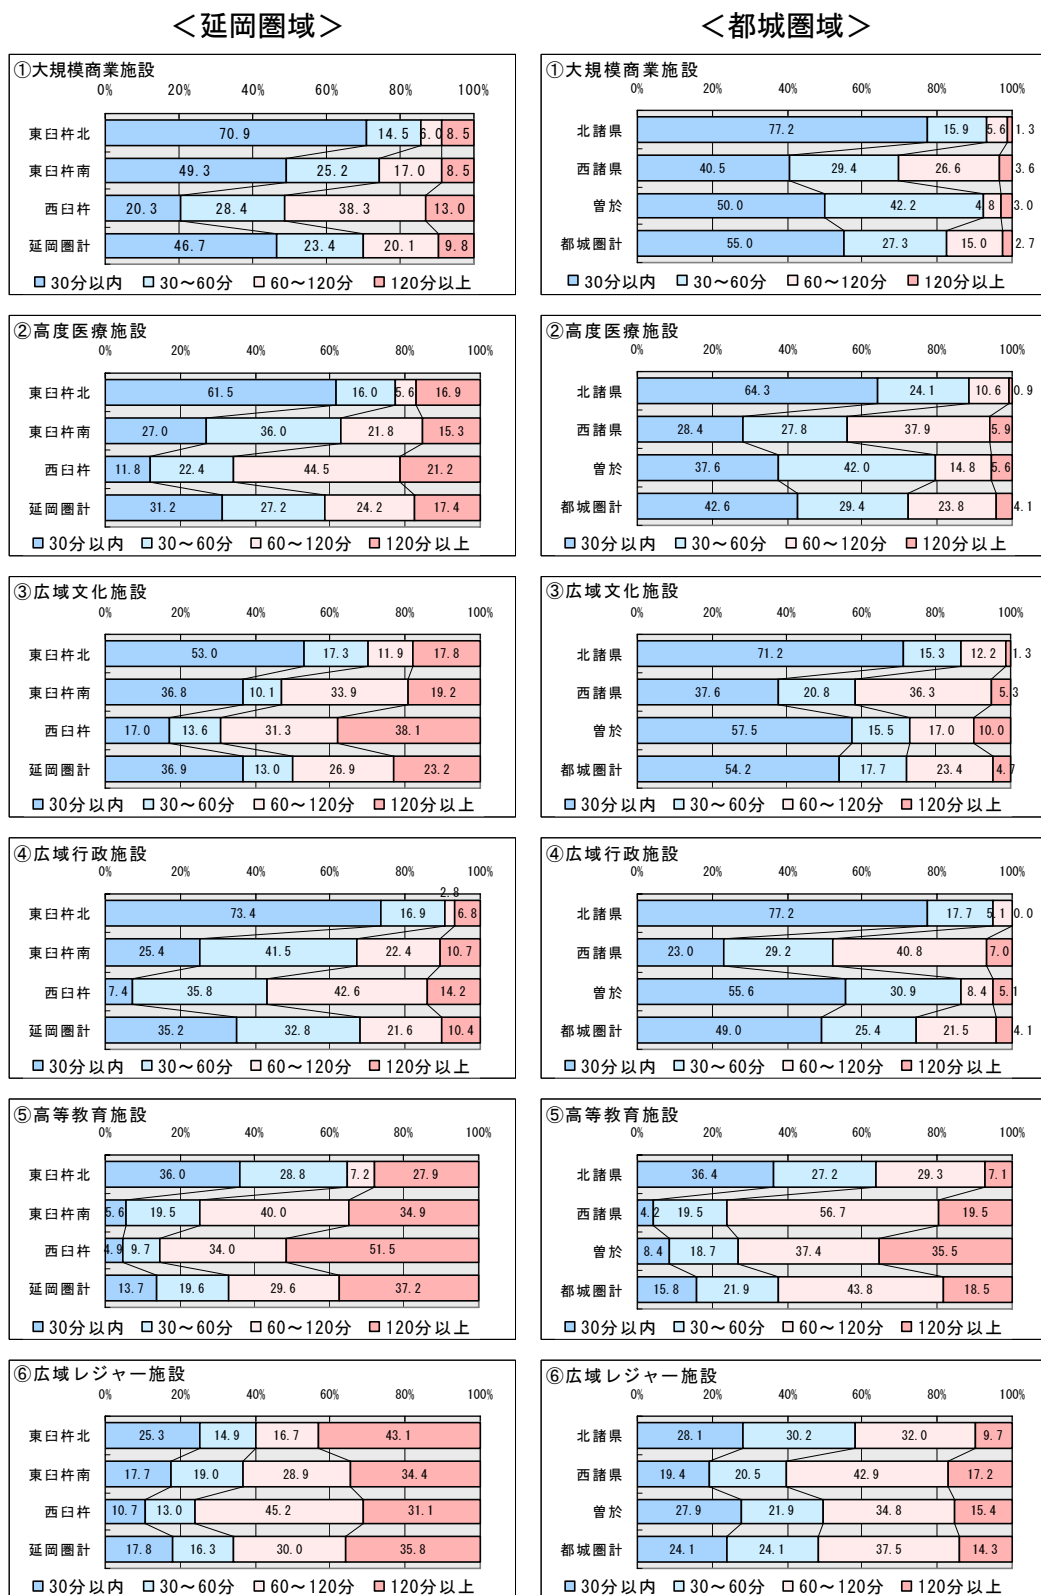 ＜延岡圏域＞
①大規模商業施設
0% 20% 40% 60% 80% 100%
東臼杵北 70.9 14.5 6.0 8.5
東臼杵南 49.3 25.2 17.0 8.5
西臼杵 20.3 28.4 38.3 13.0
延岡圏計 46.7 23.4 20.1 9.8
30分以内 30～60分 60～120分 120分以上
②高度医療施設
0% 20% 40% 60% 80% 100%
東臼杵北 61.5 16.0 5.6 16.9
東臼杵南 27.0 36.0 21.8 15.3
西臼杵 11.8 22.4 44.5 21.2
延岡圏計 31.2 27.2 24.2 17.4
30分以内 30～60分 60～120分 120分以上
③広域文化施設
0% 20% 40% 60% 80% 100%
東臼杵北 53.0 17.3 11.9 17.8
東臼杵南 36.8 10.1 33.9 19.2
西臼杵 17.0 13.6 31.3 38.1
延岡圏計 36.9 13.0 26.9 23.2
30分以内 30～60分 60～120分 120分以上
④広域行政施設
0% 20% 40% 60% 80% 100%
東臼杵北 73.4 16.9 2.8 6.8
東臼杵南 25.4 41.5 22.4 10.7
西臼杵 7.4 35.8 42.6 14.2
延岡圏計 35.2 32.8 21.6 10.4
30分以内 30～60分 60～120分 120分以上
⑤高等教育施設
0% 20% 40% 60% 80% 100%
東臼杵北 36.0 28.8 7.2 27.9
東臼杵南 5.6 19.5 40.0 34.9
西臼杵 4.9 9.7 34.0 51.5
延岡圏計 13.7 19.6 29.6 37.2
30分以内 30～60分 60～120分 120分以上
⑥広域レジャー施設
0% 20% 40% 60% 80% 100%
東臼杵北 25.3 14.9 16.7 43.1
東臼杵南 17.7 19.0 28.9 34.4
西臼杵 10.7 13.0 45.2 31.1
延岡圏計 17.8 16.3 30.0 35.8
30分以内 30～60分 60～120分 120分以上
＜都城圏域＞
①大規模商業施設
0% 20% 40% 60% 80% 100%
北諸県 77.2 15.9 5.6 1.3
西諸県 40.5 29.4 26.6 3.6
曽於 50.0 42.2 4.8 3.0
都城圏計 55.0 27.3 15.0 2.7
30分以内 30～60分 60～120分 120分以上
②高度医療施設
0% 20% 40% 60% 80% 100%
北諸県 64.3 24.1 10.6 0.9
西諸県 28.4 27.8 37.9 5.9
曽於 37.6 42.0 14.8 5.6
都城圏計 42.6 29.4 23.8 4.1
30分以内 30～60分 60～120分 120分以上
③広域文化施設
0% 20% 40% 60% 80% 100%
北諸県 71.2 15.3 12.2 1.3
西諸県 37.6 20.8 36.3 5.3
曽於 57.5 15.5 17.0 10.0
都城圏計 54.2 17.7 23.4 4.7
30分以内 30～60分 60～120分 120分以上
④広域行政施設
0% 20% 40% 60% 80% 100%
北諸県 77.2 17.7 5.1 0.0
西諸県 23.0 29.2 40.8 7.0
曽於 55.6 30.9 8.4 5.1
都城圏計 49.0 25.4 21.5 4.1
30分以内 30～60分 60～120分 120分以上
⑤高等教育施設
0% 20% 40% 60% 80% 100%
北諸県 36.4 27.2 29.3 7.1
西諸県 4.2 19.5 56.7 19.5
曽於 8.4 18.7 37.4 35.5
都城圏計 15.8 21.9 43.8 18.5
30分以内 30～60分 60～120分 120分以上
⑥広域レジャー施設
0% 20% 40% 60% 80% 100%
北諸県 28.1 30.2 32.0 9.7
西諸県 19.4 20.5 42.9 17.2
曽於 27.9 21.9 34.8 15.4
都城圏計 24.1 24.1 37.5 14.3
30分以内 30～60分 60～120分 120分以上